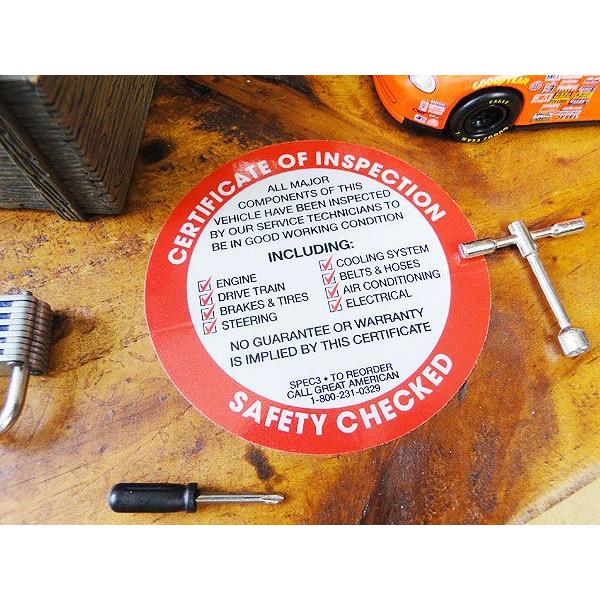 CERTIFICATE OF INSPECTION
ALL MAJOR
COMPONENTS OF THIS
VEHICLE HAVE BEEN INSPECTED
BY OUR SERVICE TECHNICIANS TO
BE IN GOOD WORKING CONDITION
INCLUDING:
ENGINE
DRIVE TRAIN
BRAKES & TIRES
STEERING
COOLING SYSTEM
BELTS & HOSES
AIR CONDITIONING
ELECTRICAL
NO GUARANTEE OR WARRANTY
IS IMPLIED BY THIS CERTIFICATE
SPEC3 • TO REORDER
CALL GREAT AMERICAN
1-800-231-0329
SAFETY CHECKED
GOODYEAR
EAGLE
GOODYEAR